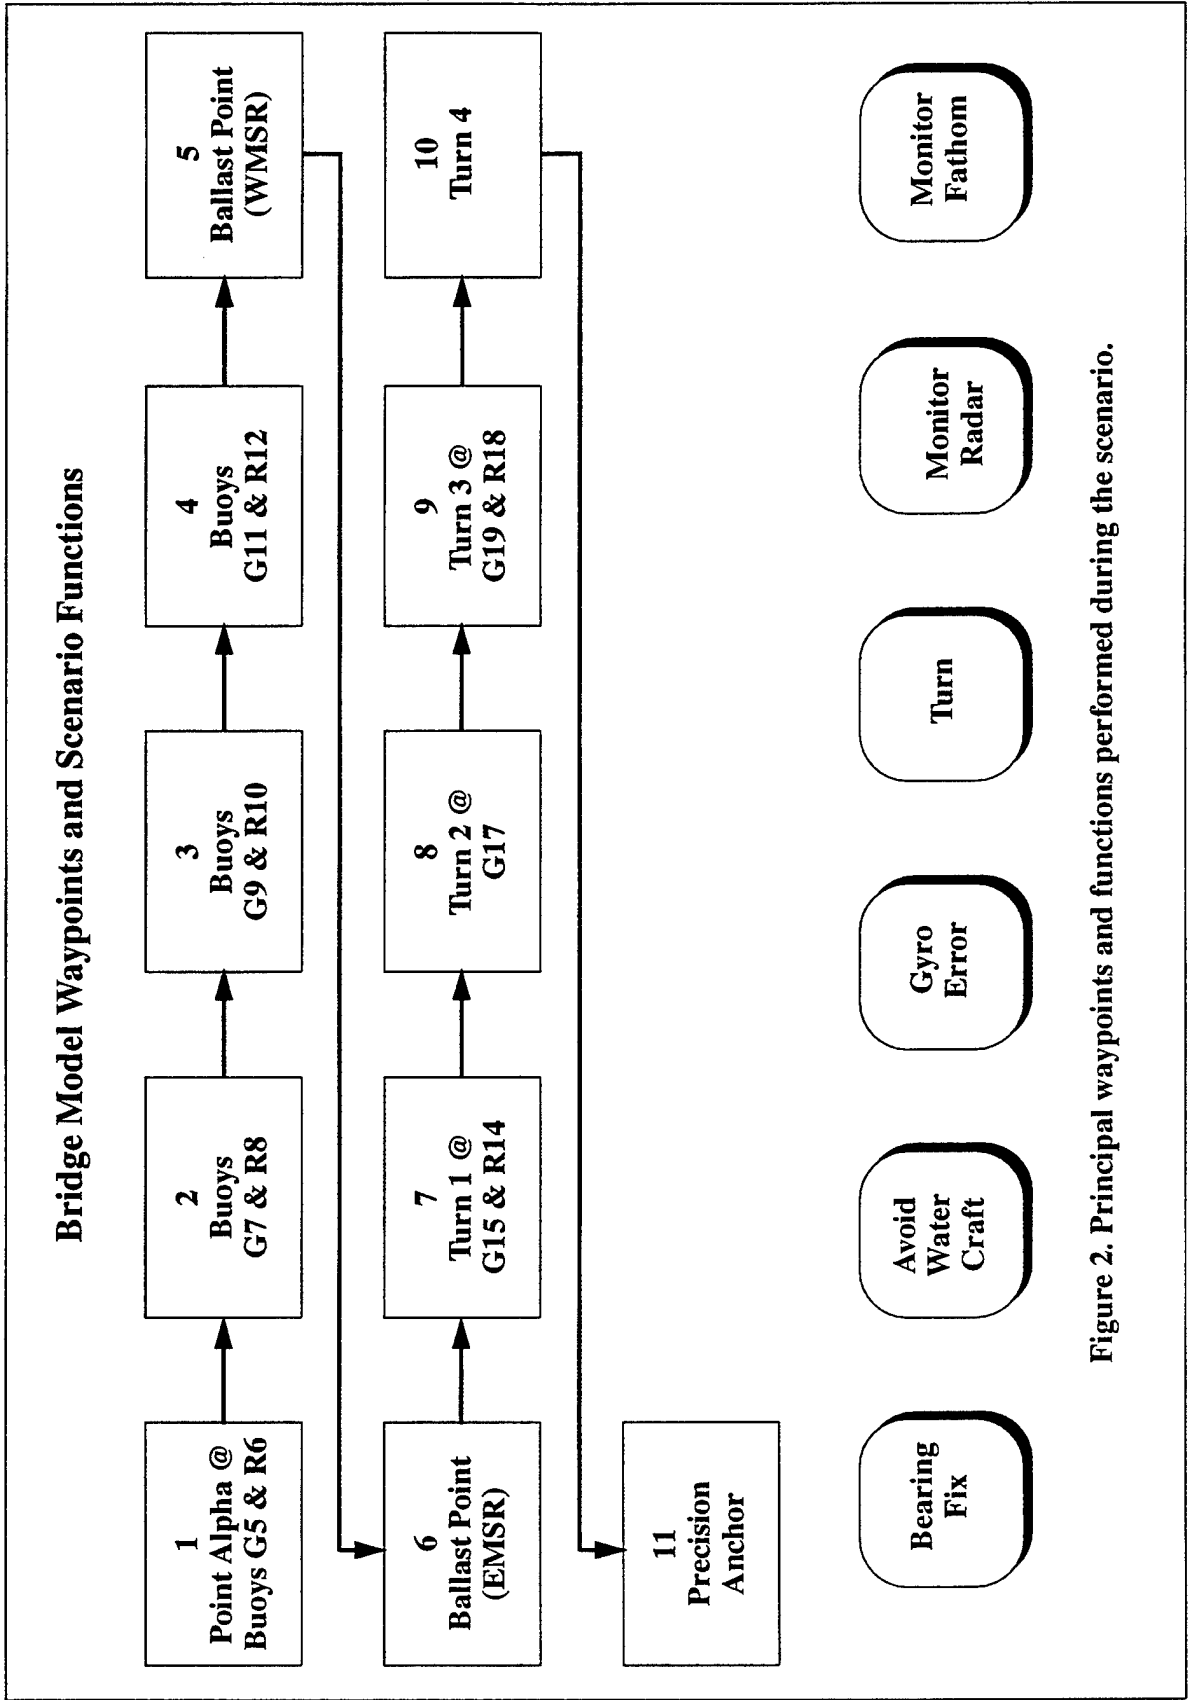 Bridge Model Waypoints and Scenario Functions
1
Point Alpha @
Buoys G5 & R6
2
Buoys
G7 & R8
3
Buoys
G9 & R10
4
Buoys
G11 & R12
5
Ballast Point
(WMSR)
6
Ballast Point
(EMSR)
7
Turn 1 @
G15 & R14
8
Turn 2 @
G17
9
Turn 3 @
G19 & R18
10
Turn 4
11
Precision
Anchor
Bearing
Fix
Avoid
Water
Craft
Gyro
Error
Turn
Monitor
Radar
Monitor
Fathom
Figure 2. Principal waypoints and functions performed during the scenario.